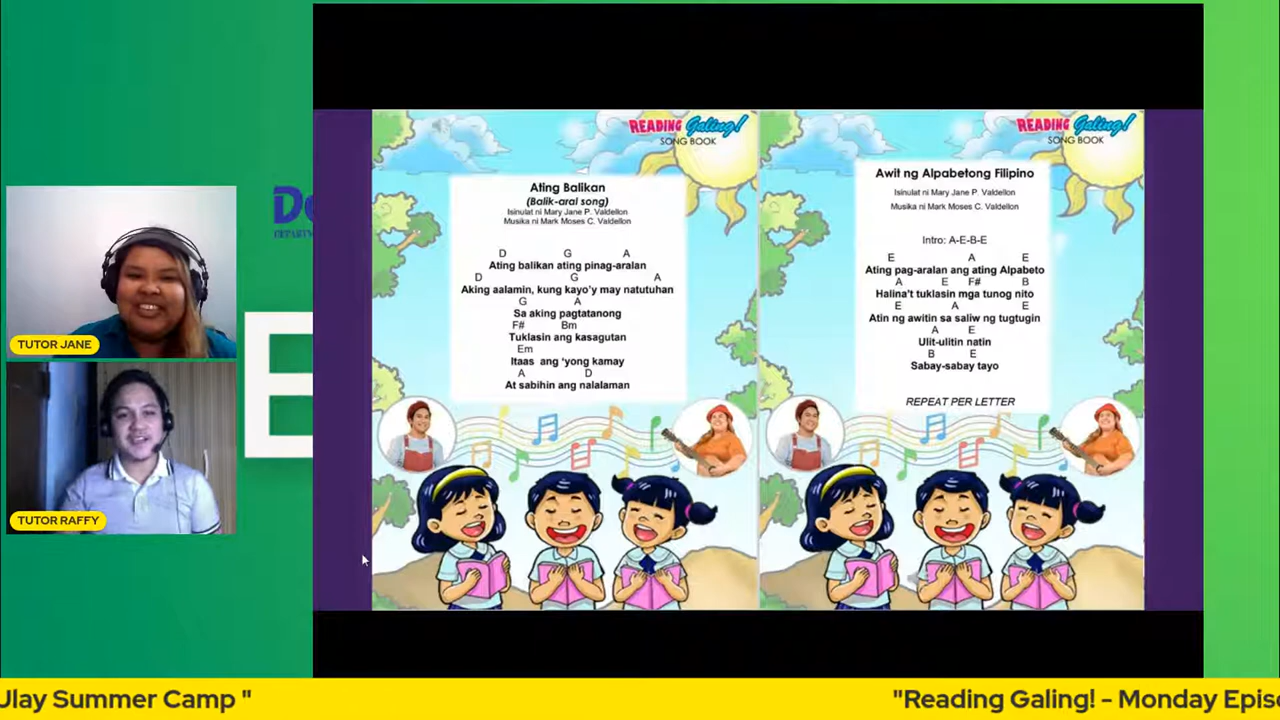 TUTOR JANE
TUTOR RAFFY
READING Galing!
SONG BOOK
Ating Balikan
(Balik-aral song)
Isinulat ni Mary Jane P. Valdellon
Musika ni Mark Moses C. Valdellon
D G A
Ating balikan ating pinag-aralan
D G A
Aking aalamin, kung kayo'y may natutuhan
G A
Sa aking pagtatanong
F# Bm
Tuklasin ang kasagutan
Em
Itaas ang 'yong kamay
A D
At sabihin ang nalalaman
READING Galing!
SONG BOOK
Awit ng Alpabetong Filipino
Isinulat ni Mary Jane P. Valdellon
Musika ni Mark Moses C. Valdellon
Intro: A-E-B-E
E A E
Ating pag-aralan ang ating Alpabeto
A E F# B
Halina't tuklasin mga tunog nito
E A E
Atin ng awitin sa saliw ng tugtugin
A E
Ulit-ulitin natin
B E
Sabay-sabay tayo
REPEAT PER LETTER
Ulay Summer Camp " "Reading Galing! - Monday Epis